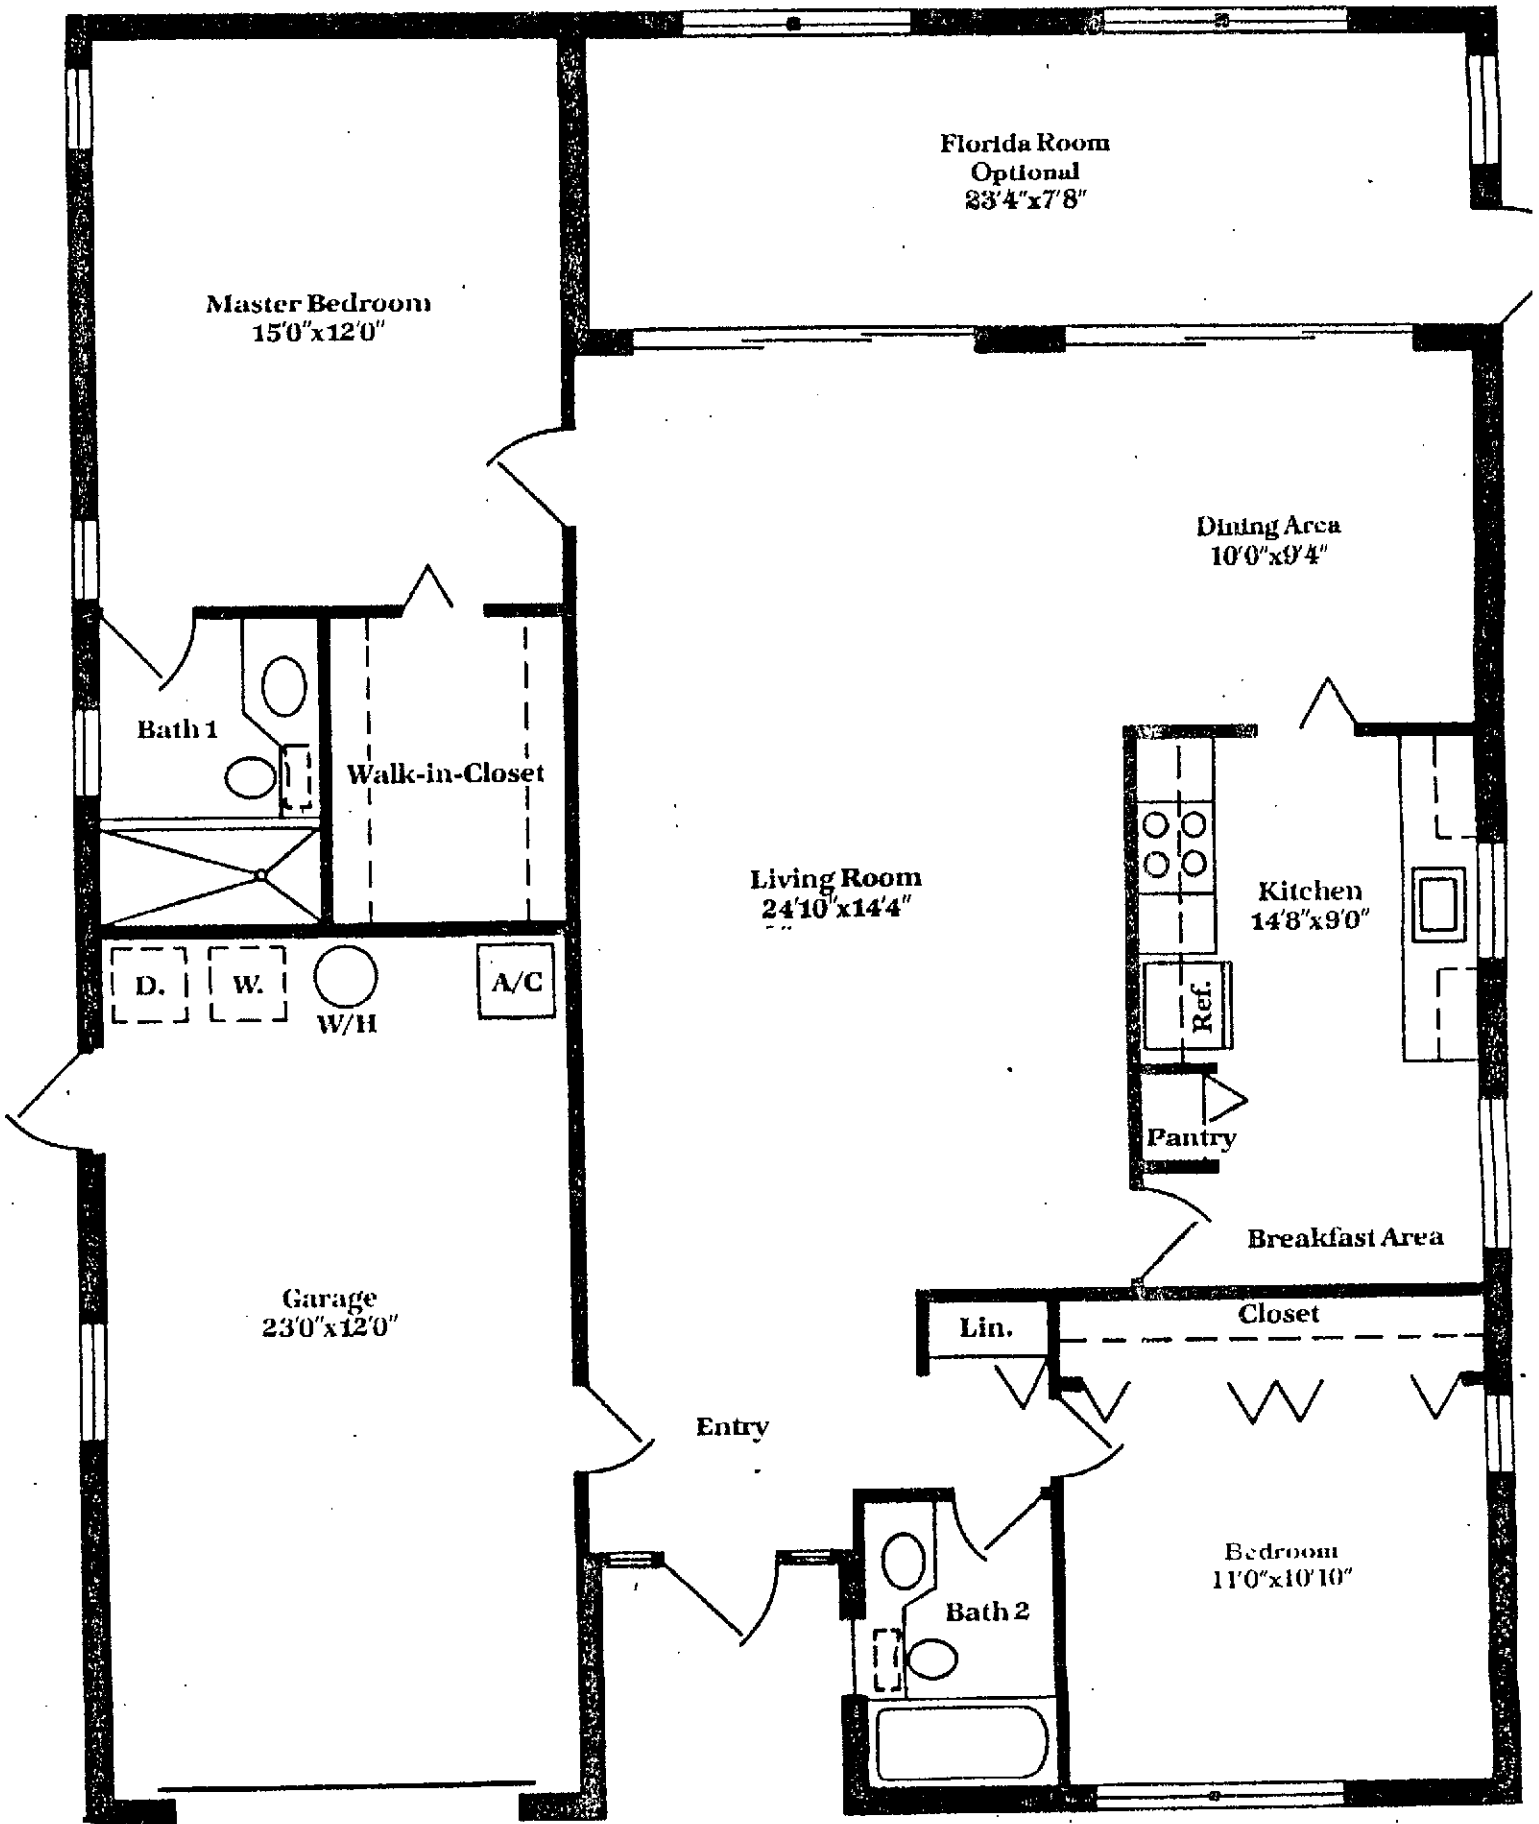 Florida Room
Optional
23'4"x7'8"
Master Bedroom
15'0"x12'0"
Dining Area
10'0"x9'4"
Bath 1
Walk-in-Closet
Living Room
24'10"x14'4"
Kitchen
14'8"x9'0"
D.
W.
W/H
A/C
Ref.
Pantry
Breakfast Area
Garage
23'0"x12'0"
Lin.
Closet
Entry
Bedroom
11'0"x10'10"
Bath 2